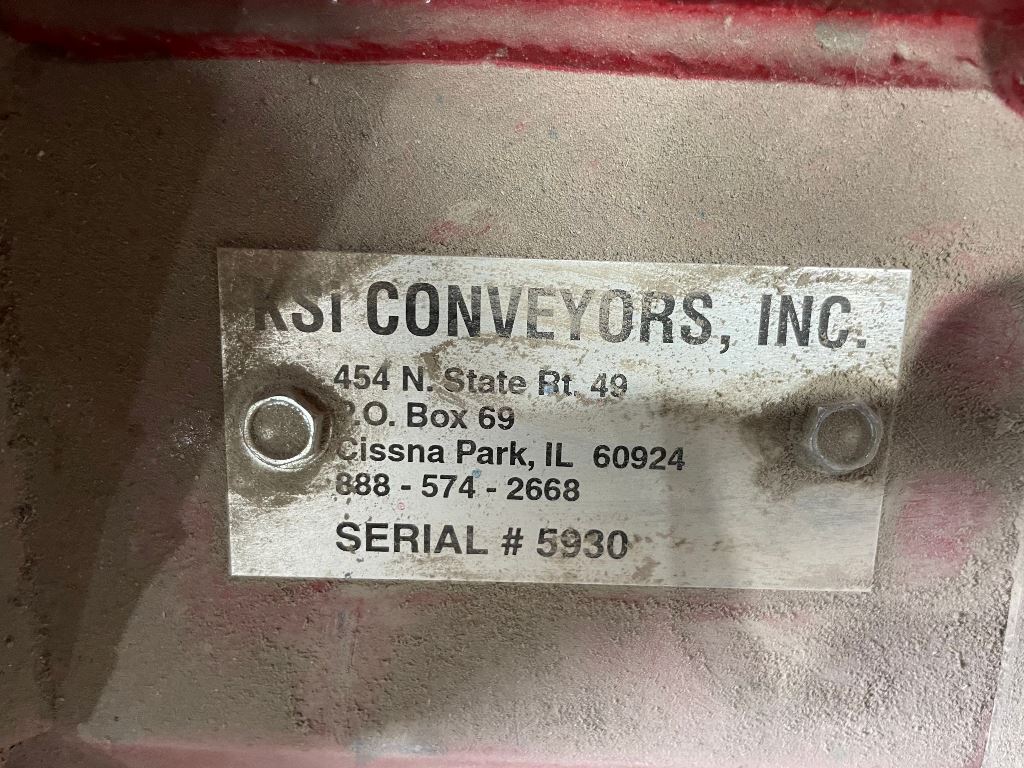 KSi CONVEYORS, INC.
454 N. State Rt. 49
P.O. Box 69
Cissna Park, IL 60924
888 - 574 - 2668
SERIAL # 5930